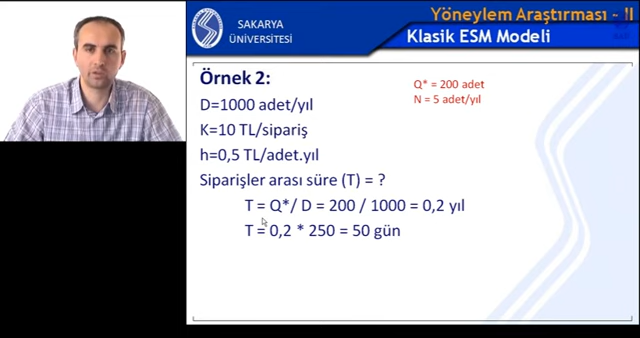 Yöneylem Araştırması - II
SAKARYA
ÜNİVERSİTESİ
Klasik ESM Modeli
Örnek 2:
Q* = 200 adet
N = 5 adet/yıl
D=1000 adet/yıl
K=10 TL/sipariş
h=0,5 TL/adet.yıl
Siparişler arası süre (T) = ?
T = Q*/ D = 200 / 1000 = 0,2 yıl
T = 0,2 * 250 = 50 gün